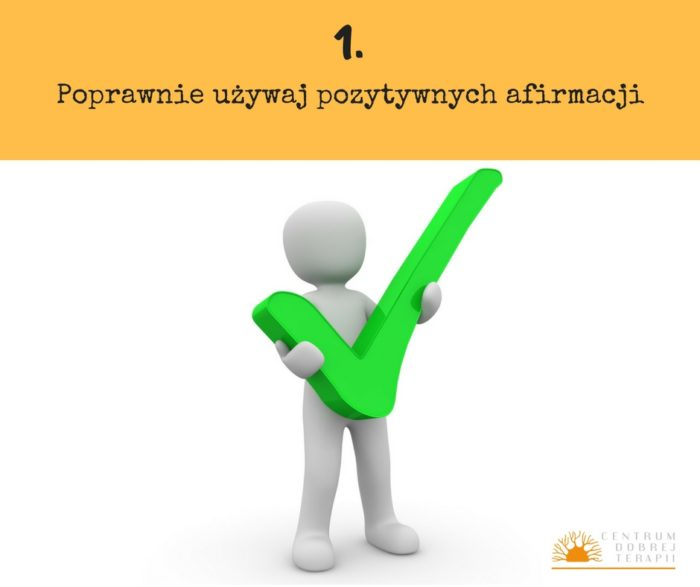 1.
Poprawnie używaj pozytywnych afirmacji
CENTRUM
DOBREJ
TERAPII